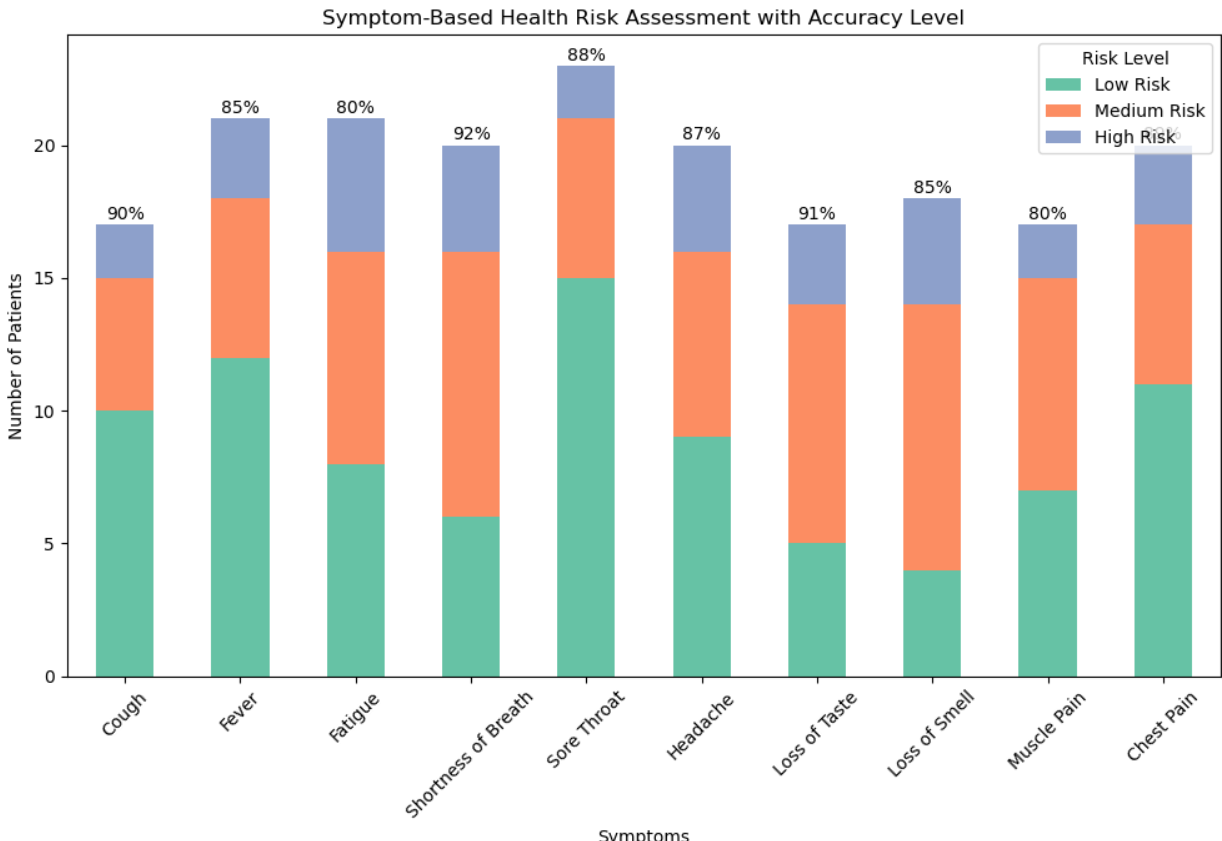 Symptom-Based Health Risk Assessment with Accuracy Level
Number of Patients
20
15
10
5
0
90%
85%
80%
92%
88%
87%
91%
85%
80%
Risk Level
Low Risk
Medium Risk
High Risk
Cough
Fever
Fatigue
Shortness of Breath
Sore Throat
Headache
Loss of Taste
Loss of Smell
Muscle Pain
Chest Pain
Symptoms